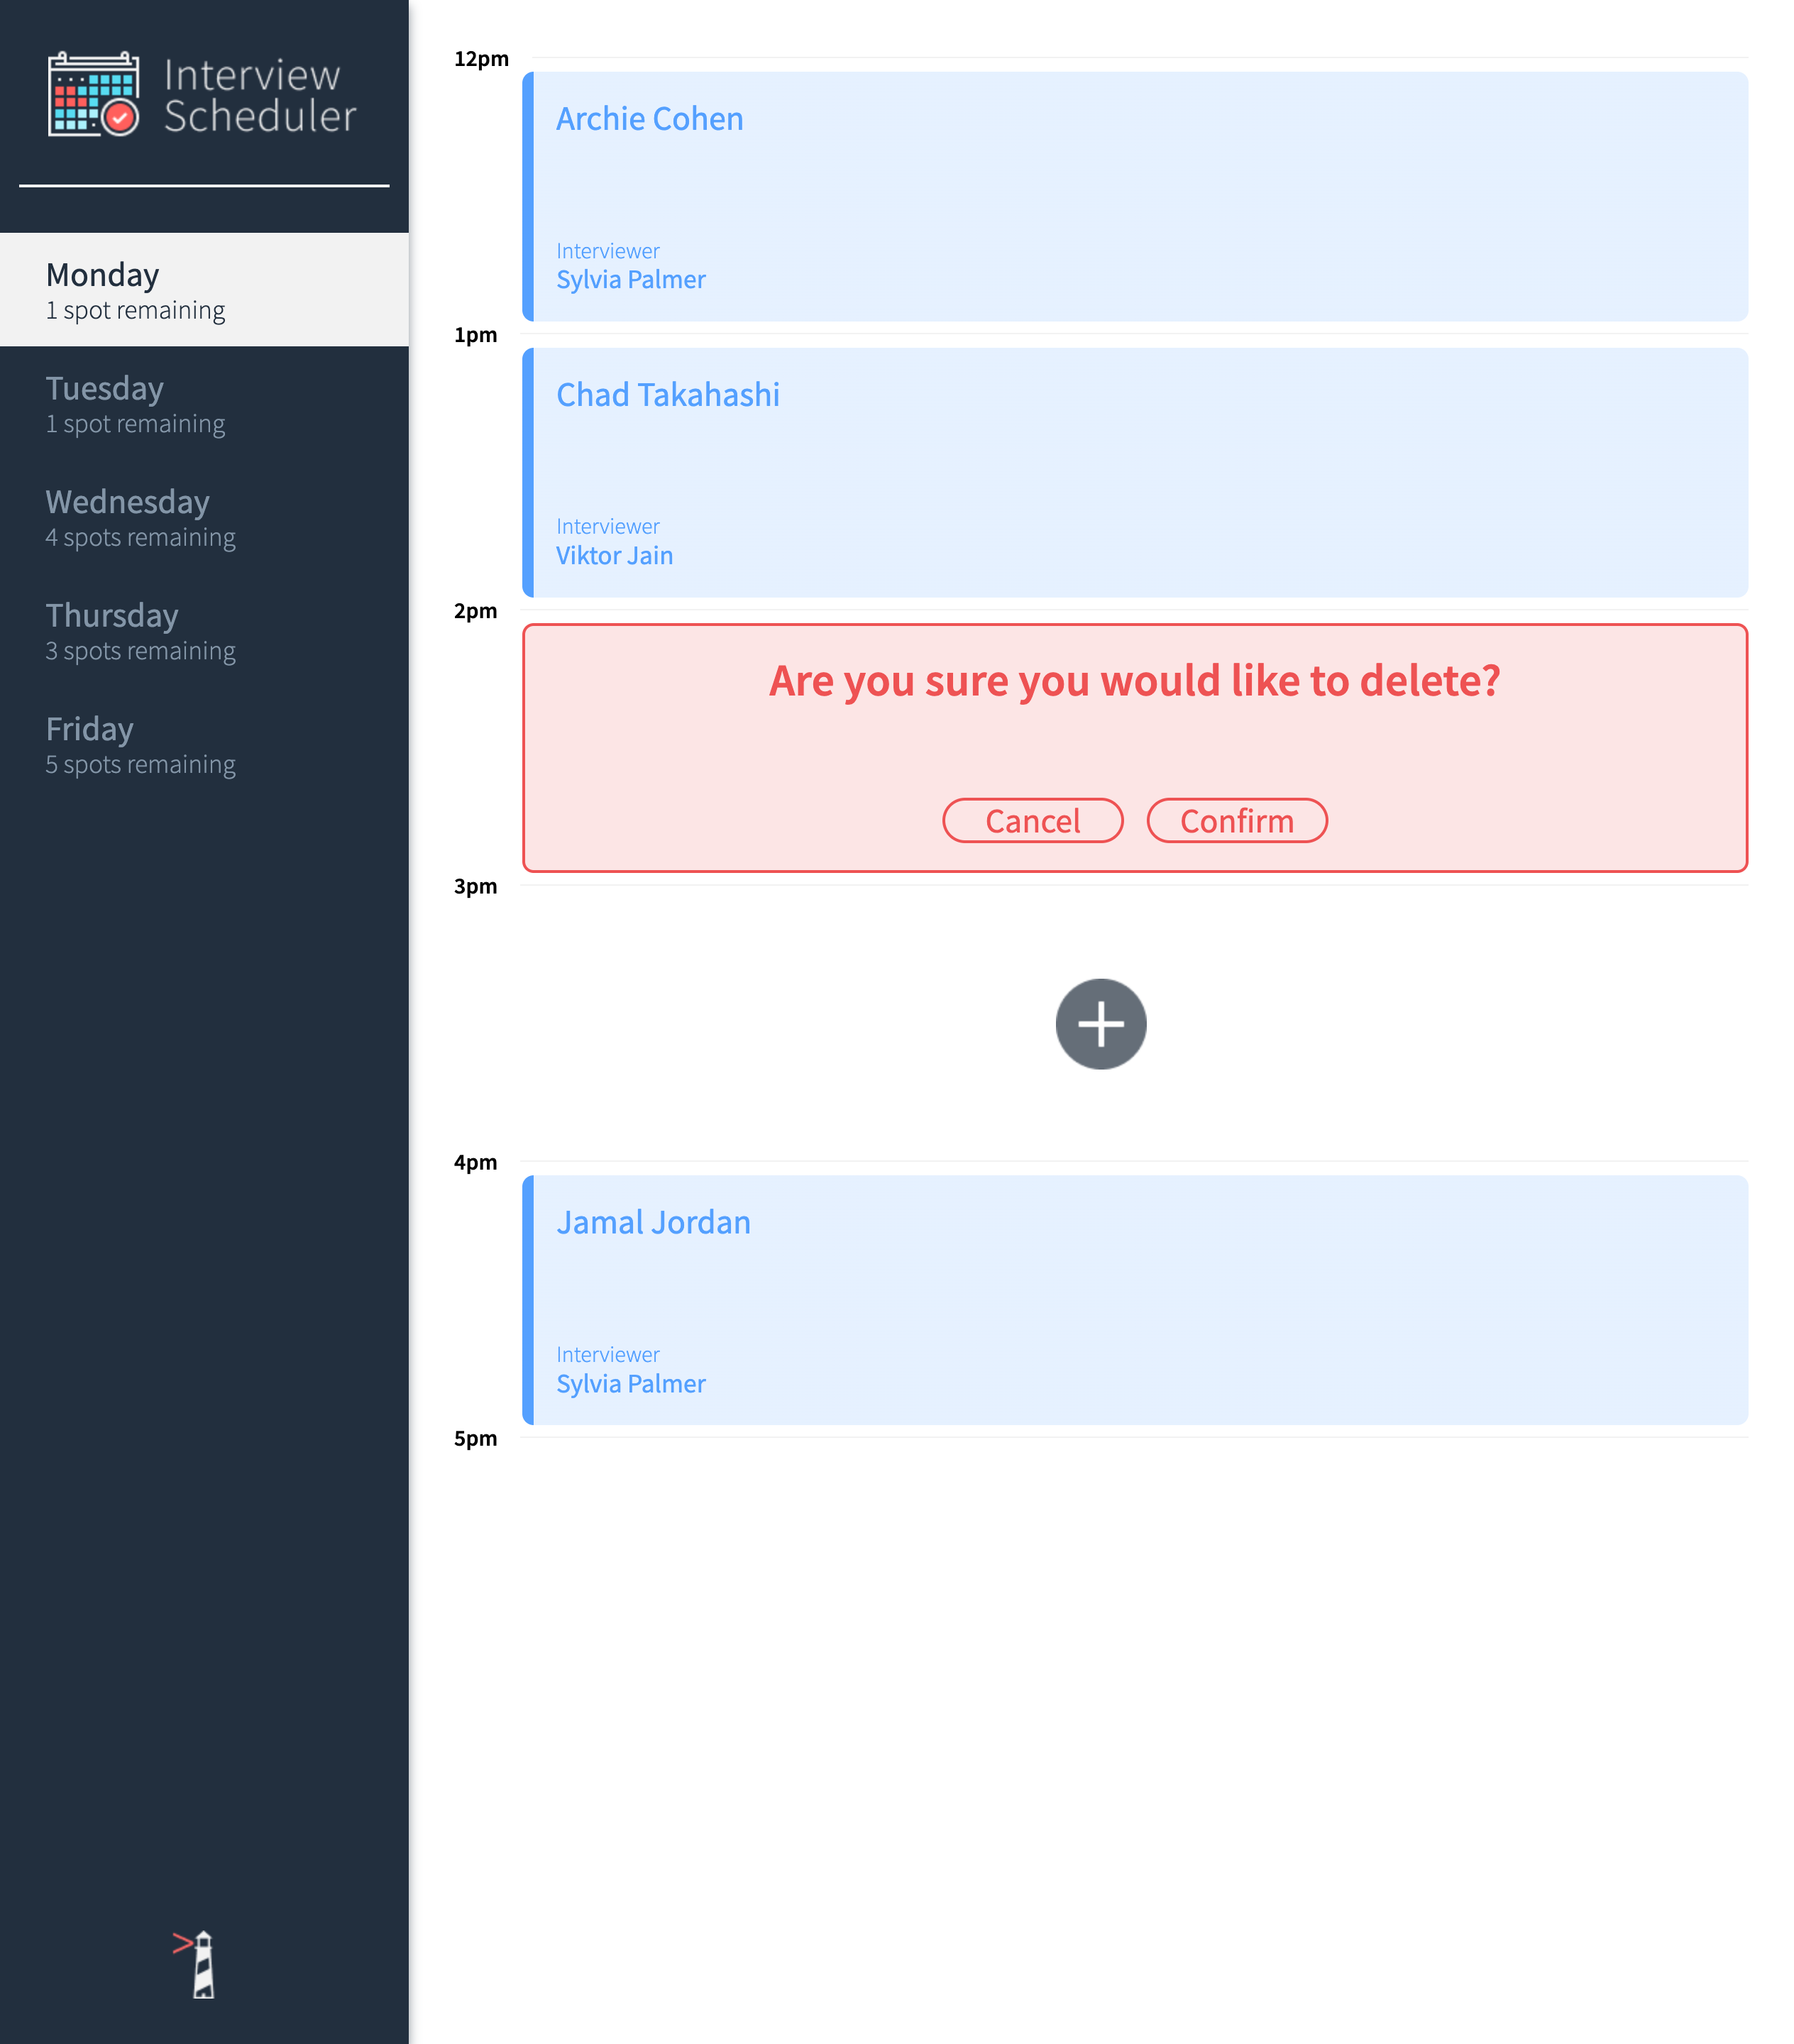 Interview
Scheduler
Monday
1 spot remaining
Tuesday
1 spot remaining
Wednesday
4 spots remaining
Thursday
3 spots remaining
Friday
5 spots remaining
12pm
Archie Cohen
Interviewer
Sylvia Palmer
1pm
Chad Takahashi
Interviewer
Viktor Jain
2pm
Are you sure you would like to delete?
Cancel Confirm
3pm
4pm
Jamal Jordan
Interviewer
Sylvia Palmer
5pm